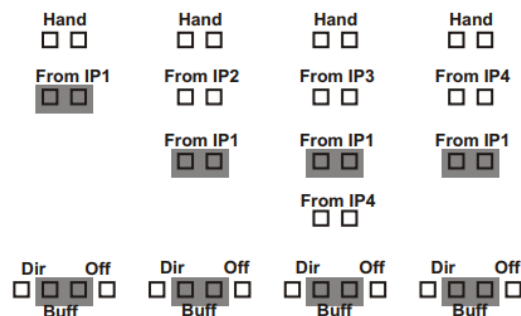 Hand Hand Hand Hand
From IP1 From IP2 From IP3 From IP4
From IP1 From IP1 From IP1
From IP4
Dir Off Dir Off Dir Off Dir Off
Buff Buff Buff Buff